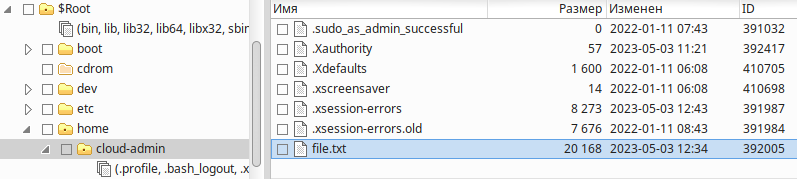 $Root
(bin, lib, lib32, lib64, libx32, sbin
boot
cdrom
dev
etc
home
cloud-admin
(.profile, .bash_logout, .x
Имя Размер Изменен ID
.sudo_as_admin_successful 0 2022-01-11 07:43 391032
.Xauthority 57 2023-05-03 11:21 392417
.Xdefaults 1 600 2022-01-11 06:08 410705
.xscreensaver 14 2022-01-11 06:08 410698
.xsession-errors 8 273 2023-05-03 12:43 391987
.xsession-errors.old 7 676 2022-01-11 08:43 391984
file.txt 20 168 2023-05-03 12:34 392005